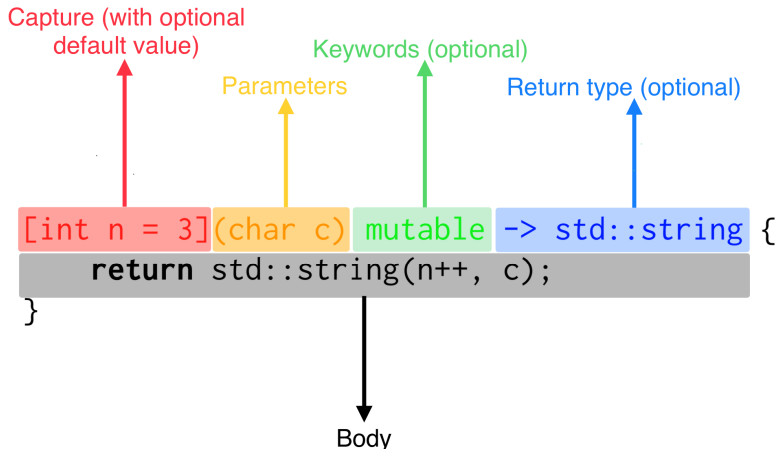 Capture (with optional
default value)
Keywords (optional)
Parameters
Return type (optional)
[int n = 3](char c) mutable -> std::string {
return std::string(n++, c);
}
Body